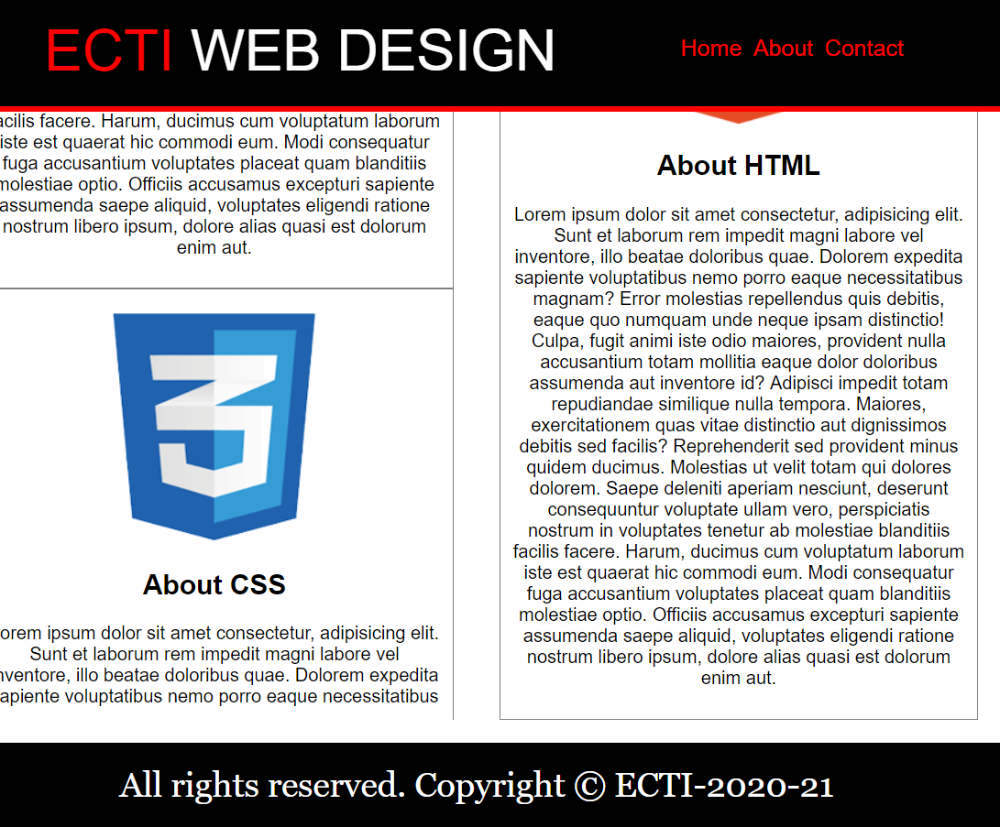 ECTI WEB DESIGN
Home About Contact
facere. Harum, ducimus cum voluptatum laborum
iste est quaerat hic commodi eum. Modi consequatur
fuga accusantium voluptates placeat quam blanditiis
molestiae optio. Officiis accusamus excepturi sapiente
assumenda saepe aliquid, voluptates eligendi ratione
nostrum libero ipsum, dolore alias quasi est dolorum
enim aut.
3
About CSS
ipsum dolor sit amet consectetur, adipisicing elit.
Sunt et laborum rem impedit magni labore vel
illo beatae doloribus quae. Dolorem expedita
voluptatibus nemo porro eaque necessitatibus
About HTML
Lorem ipsum dolor sit amet consectetur, adipisicing elit.
Sunt et laborum rem impedit magni labore vel
inventore, illo beatae doloribus quae. Dolorem expedita
sapiente voluptatibus nemo porro eaque necessitatibus
magnam? Error molestias repellendus quis debitis,
eaque quo numquam unde neque ipsam distinctio!
Culpa, fugit animi iste odio maiores, provident nulla
accusantium totam mollitia eaque dolor doloribus
assumenda aut inventore id? Adipisci impedit totam
repudiandae similique nulla tempora. Maiores,
exercitationem quas vitae distinctio aut dignissimos
debitis sed facilis? Reprehenderit sed provident minus
quidem ducimus. Molestias ut velit totam qui dolores
dolorem. Saepe deleniti aperiam nesciunt, deserunt
consequuntur voluptate ullam vero, perspiciatis
nostrum in voluptates tenetur ab molestiae blanditiis
facilis facere. Harum, ducimus cum voluptatum laborum
iste est quaerat hic commodi eum. Modi consequatur
fuga accusantium voluptates placeat quam blanditiis
molestiae optio. Officiis accusamus excepturi sapiente
assumenda saepe aliquid, voluptates eligendi ratione
nostrum libero ipsum, dolore alias quasi est dolorum
enim aut.
All rights reserved. Copyright © ECTI-2020-21